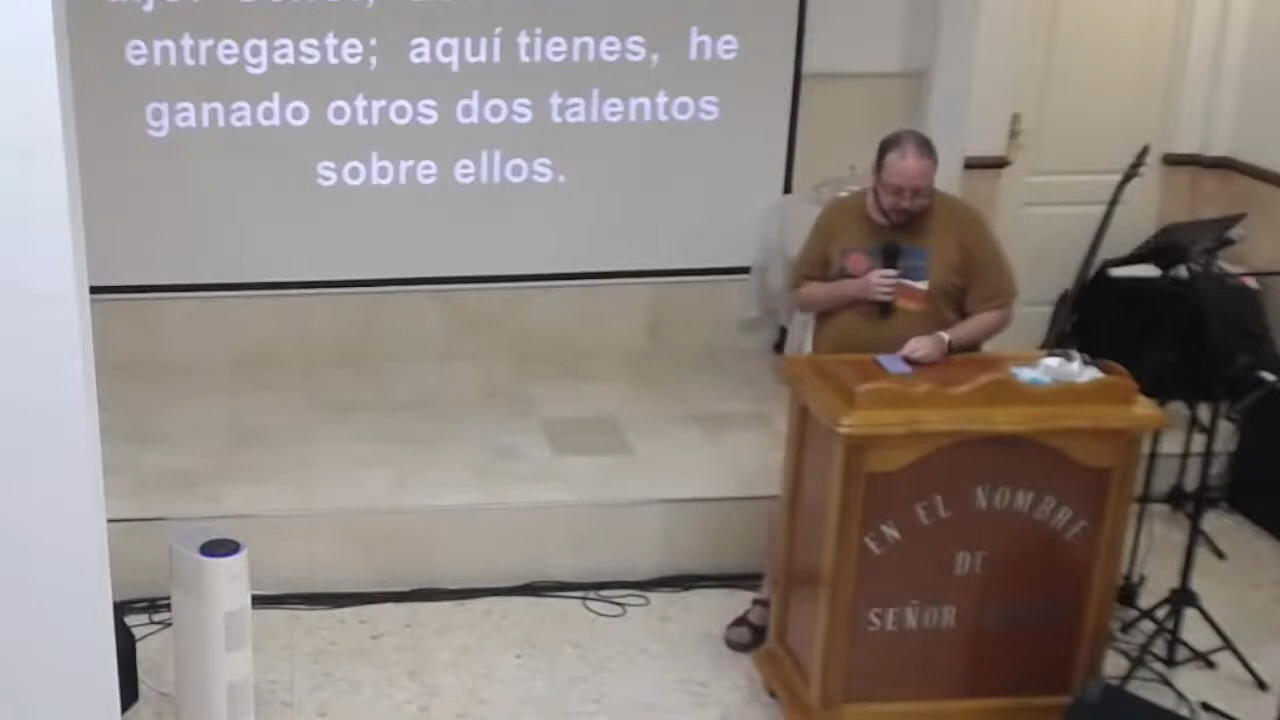 entregaste; aquí tienes, he
ganado otros dos talentos
sobre ellos.
EN EL NOMBRE
DE
SEÑOR